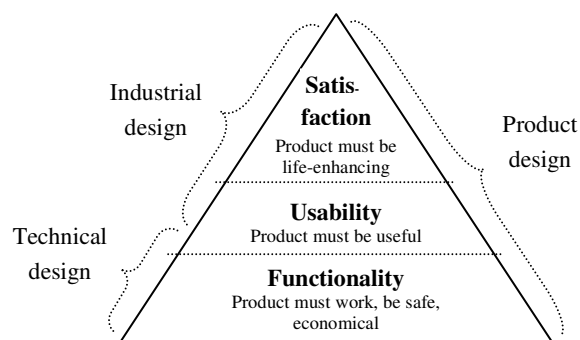 Industrial
design
Technical
design
Satis-
faction
Product must be
life-enhancing
Usability
Product must be useful
Functionality
Product must work, be safe,
economical
Product
design